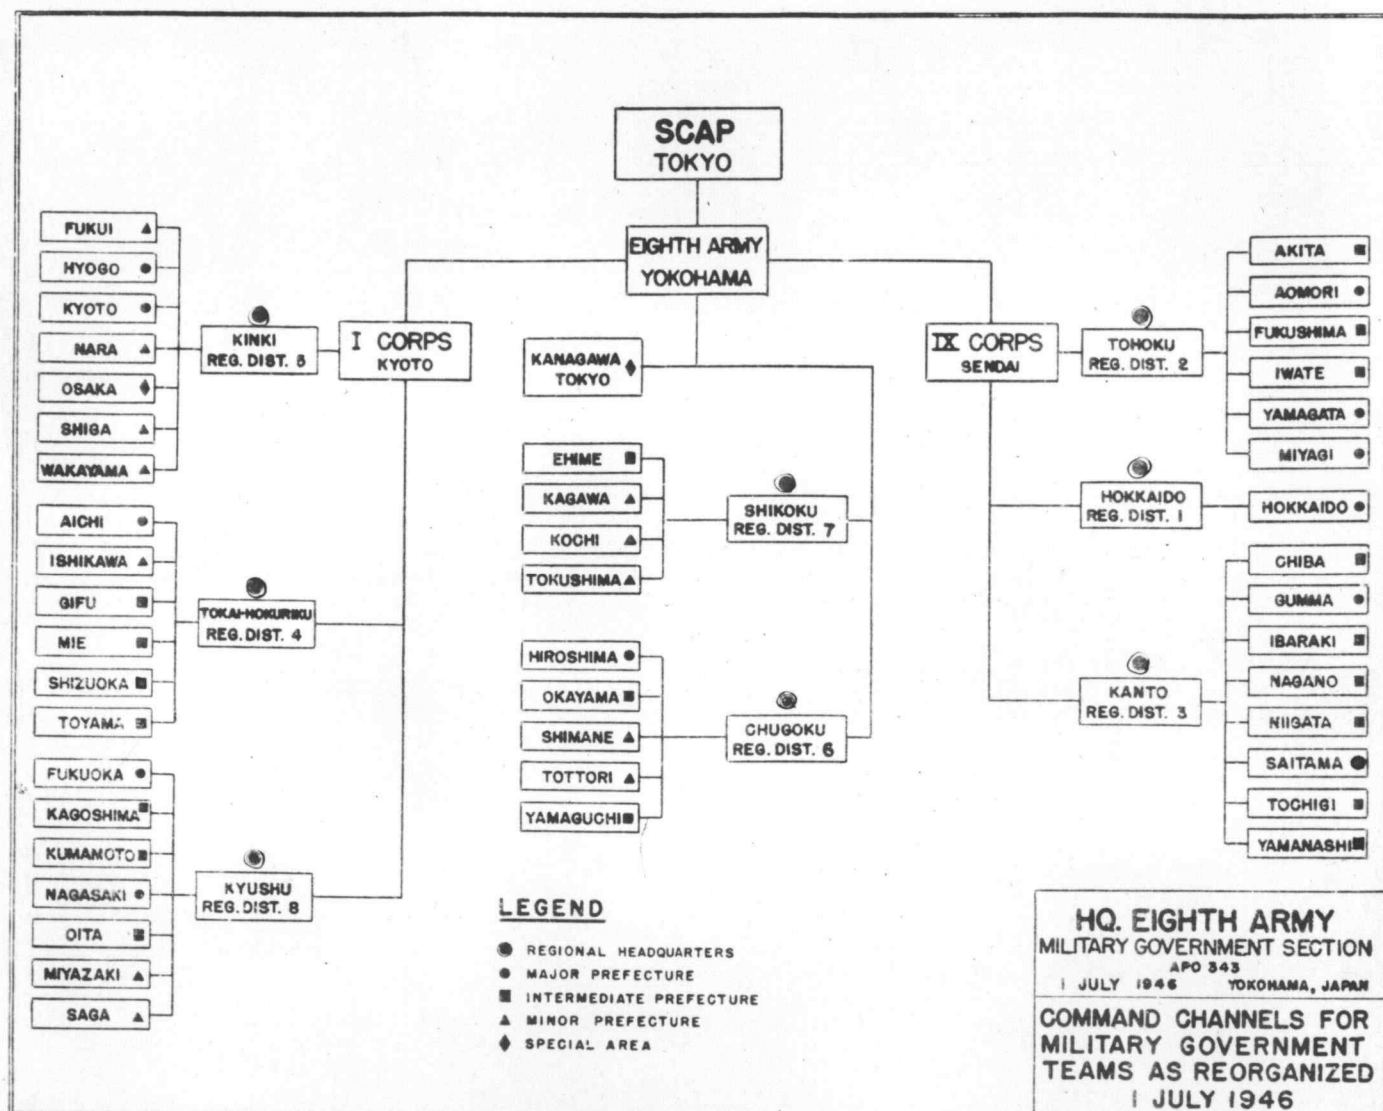 SCAP
TOKYO
EIGHTH ARMY
YOKOHAMA
FUKUI
HYOGO
KYOTO
NARA
OSAKA
SHIGA
WAKAYAMA
KINKI
REG. DIST. 5
I CORPS
KYOTO
AICHI
ISHIKAWA
GIFU
MIE
SHIZUOKA
TOYAMA
TOKAI-HOKURIKU
REG. DIST. 4
FUKUOKA
KAGOSHIMA
KUMAMOTO
NAGASAKI
OITA
MIYAZAKI
SAGA
KYUSHU
REG. DIST. 8
KANAGAWA
TOKYO
EHIME
KAGAWA
KOCHI
TOKUSHIMA
SHIKOKU
REG. DIST. 7
HIROSHIMA
OKAYAMA
SHIMANE
TOTTORI
YAMAGUCHI
CHUGOKU
REG. DIST. 6
IX CORPS
SENDAI
TOHOKU
REG. DIST. 2
AKITA
AOMORI
FUKUSHIMA
IWATE
YAMAGATA
MIYAGI
HOKKAIDO
REG. DIST. 1
HOKKAIDO
KANTO
REG. DIST. 3
CHIBA
GUMMA
IBARAKI
NAGANO
NIIGATA
SAITAMA
TOCHIGI
YAMANASHI
LEGEND
REGIONAL HEADQUARTERS
MAJOR PREFECTURE
INTERMEDIATE PREFECTURE
MINOR PREFECTURE
SPECIAL AREA
HQ. EIGHTH ARMY
MILITARY GOVERNMENT SECTION
APO 343
1 JULY 1946 YOKOHAMA, JAPAN
COMMAND CHANNELS FOR
MILITARY GOVERNMENT
TEAMS AS REORGANIZED
1 JULY 1946